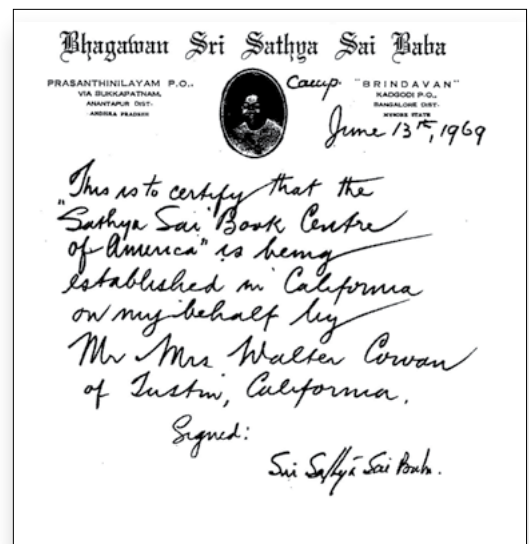 Bhagawan Sri Sathya Sai Baba
PRASANTHINILAYAM P.O.,
VIA BUKKAPATNAM,
ANANTAPUR DIST.
ANDHRA PRADESH
Camp
"BRINDAVAN"
KADGODI P.O.,
BANGALORE DIST.
MYSORE STATE
June 13th, 1969
This is to certify that the
"Sathya Sai Book Centre
of America" is being
established in California
on my behalf by
Mr Mrs Walter Cowan
of Tustin, California.
Signed:
Sri Sathya Sai Baba.